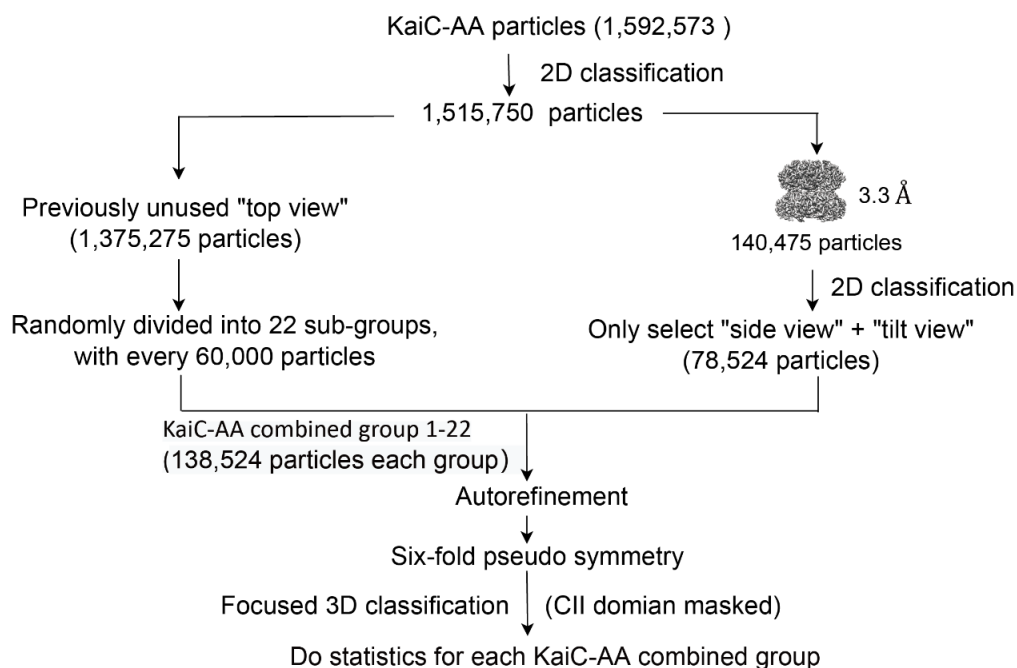 KaiC-AA particles (1,592,573 )
2D classification
1,515,750 particles
Previously unused "top view"
(1,375,275 particles)
3.3 Å
140,475 particles
2D classification
Randomly divided into 22 sub-groups,
with every 60,000 particles
Only select "side view" + "tilt view"
(78,524 particles)
KaiC-AA combined group 1-22
(138,524 particles each group)
Autorefinement
Six-fold pseudo symmetry
Focused 3D classification (CII domian masked)
Do statistics for each KaiC-AA combined group